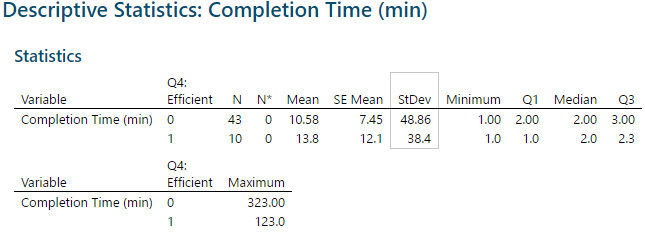 Descriptive Statistics: Completion Time (min)
Statistics
Q4:
Variable Efficient N N* Mean SE Mean StDev Minimum Q1 Median Q3
Completion Time (min) 0 43 0 10.58 7.45 48.86 1.00 2.00 2.00 3.00
1 10 0 13.8 12.1 38.4 1.0 1.0 2.0 2.3
Q4:
Variable Efficient Maximum
Completion Time (min) 0 323.00
1 123.0